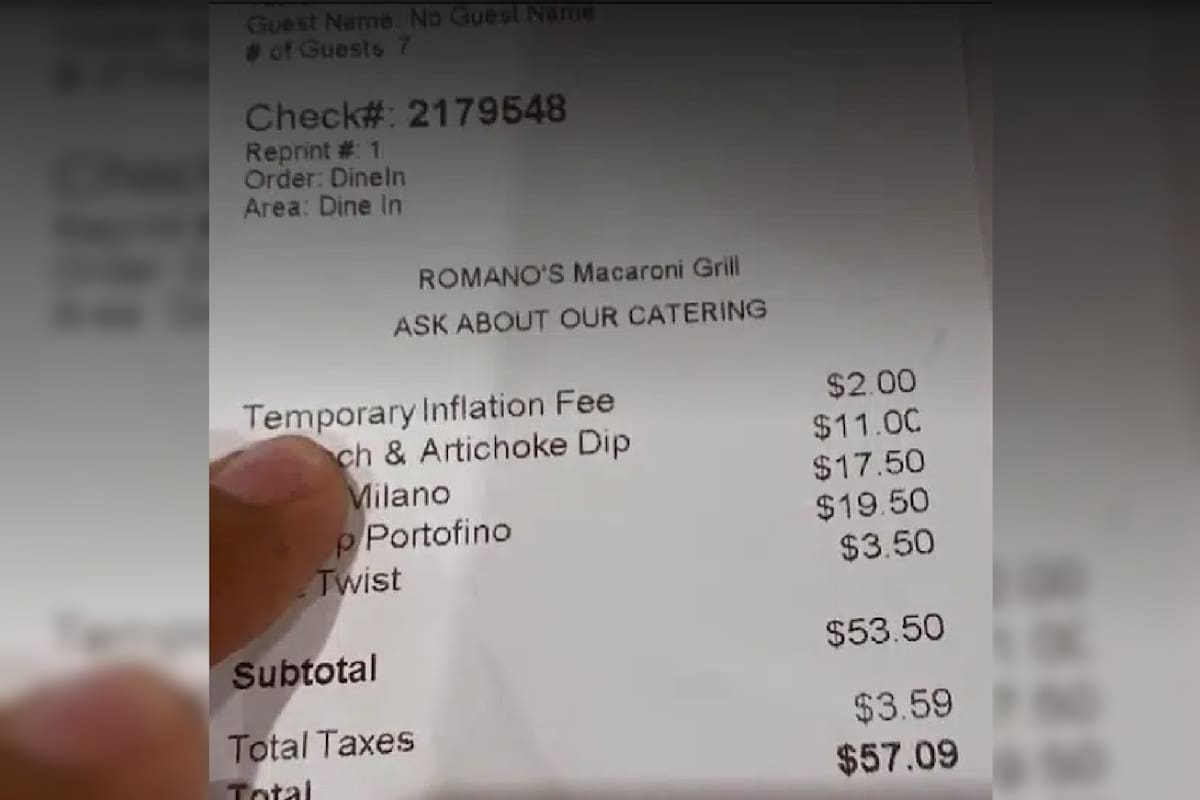 Guest Name: No Guest Name
# of Guests 7
Check#: 2179548
Reprint #: 1
Order: DineIn
Area: Dine In
ROMANO'S Macaroni Grill
ASK ABOUT OUR CATERING
Temporary Inflation Fee $2.00
ch & Artichoke Dip $11.00
Milano $17.50
p Portofino $19.50
Twist $3.50
Subtotal $53.50
Total Taxes $3.59
Total $57.09